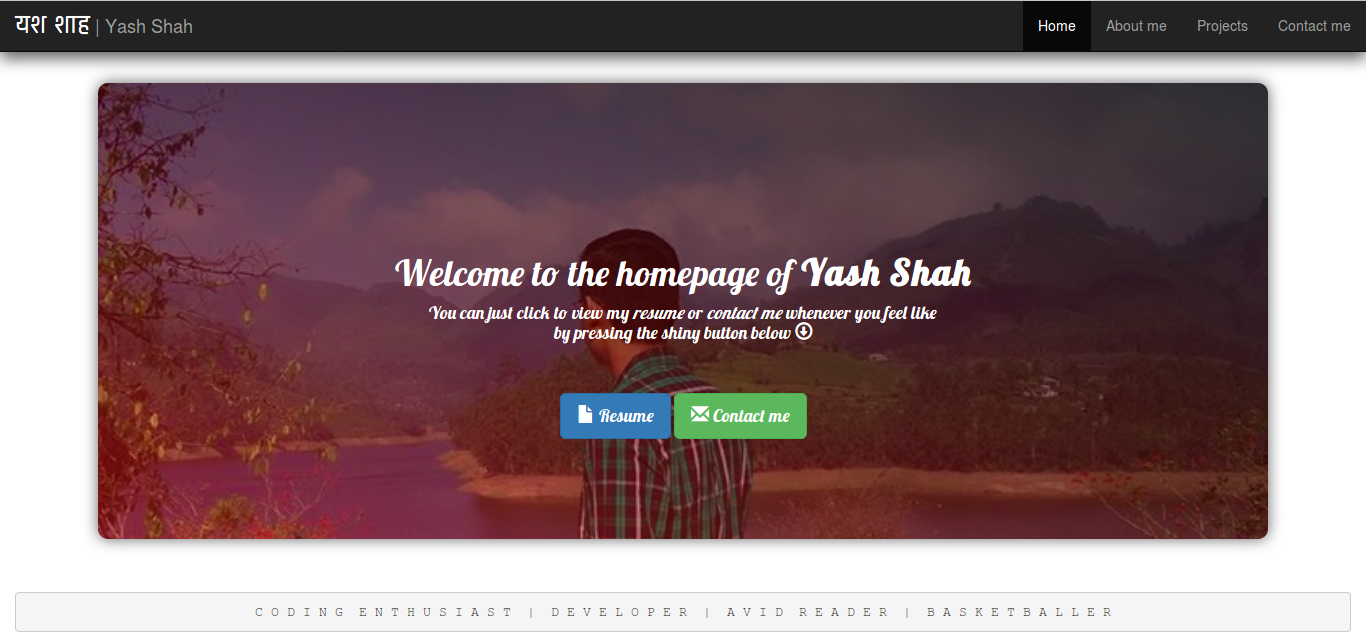 यश शाह | Yash Shah
Home About me Projects Contact me
Welcome to the homepage of Yash Shah
You can just click to view my resume or contact me whenever you feel like
by pressing the shiny button below
Resume Contact me
CODING ENTHUSIAST | DEVELOPER | AVID READER | BASKETBALLER